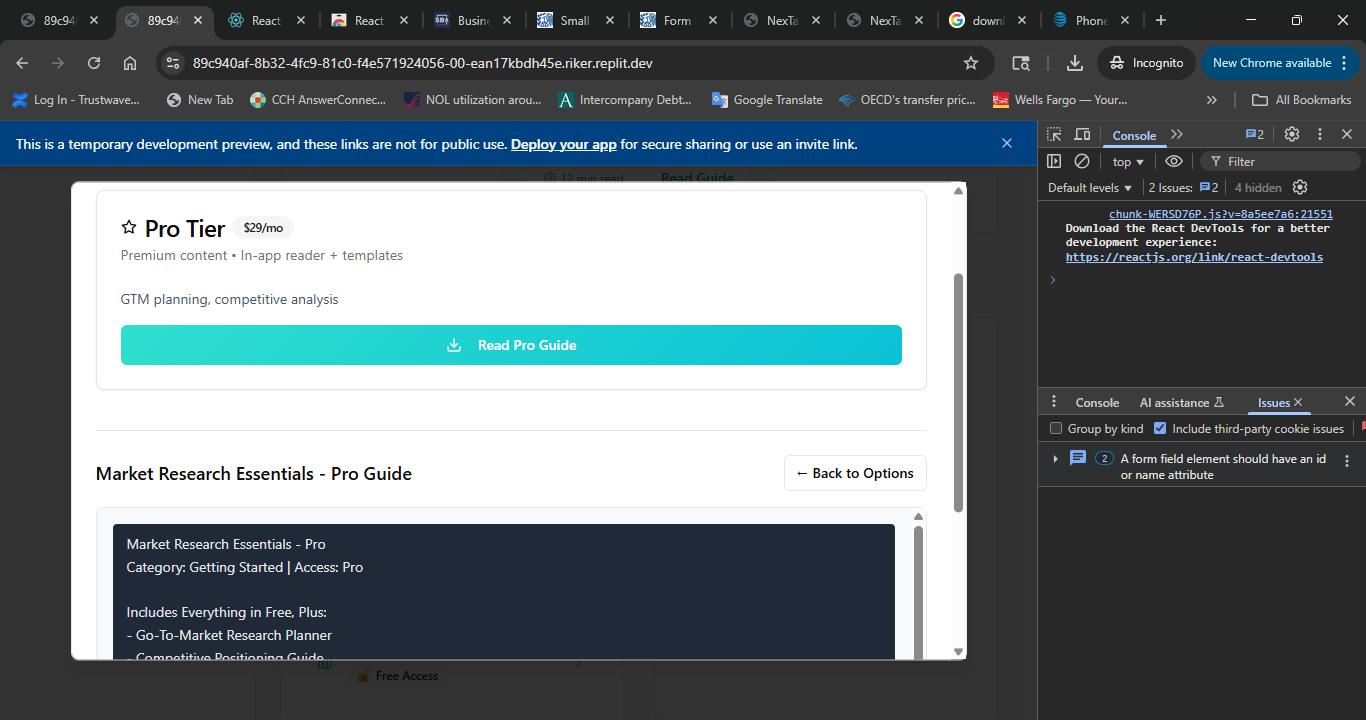 89c94
89c94
React
React
Busine
Small
Form
NexTa
NexTa
downl
Phone
89c940af-8b32-4fc9-81c0-f4e571924056-00-ean17kbdh45e.riker.replit.dev
Incognito
New Chrome available
Log In - Trustwave...
New Tab
CCH AnswerConnec...
NOL utilization arou...
Intercompany Debt...
Google Translate
OECD's transfer pric...
Wells Fargo — Your...
»
All Bookmarks
This is a temporary development preview, and these links are not for public use. Deploy your app for secure sharing or use an invite link.
12 min read
Read Guide
Pro Tier $29/mo
Premium content • In-app reader + templates
GTM planning, competitive analysis
Read Pro Guide
Market Research Essentials - Pro Guide
← Back to Options
Market Research Essentials - Pro
Category: Getting Started | Access: Pro
Includes Everything in Free, Plus:
- Go-To-Market Research Planner
- Competitive Positioning Guide
Free Access
Console
2
top
Filter
Default levels
2 Issues: 2
4 hidden
chunk-WERSD76P.js?v=8a5ee7a6:21551
Download the React DevTools for a better
development experience:
https://reactjs.org/link/react-devtools
Console
AI assistance
Issues
Group by kind
Include third-party cookie issues
2 A form field element should have an id
or name attribute